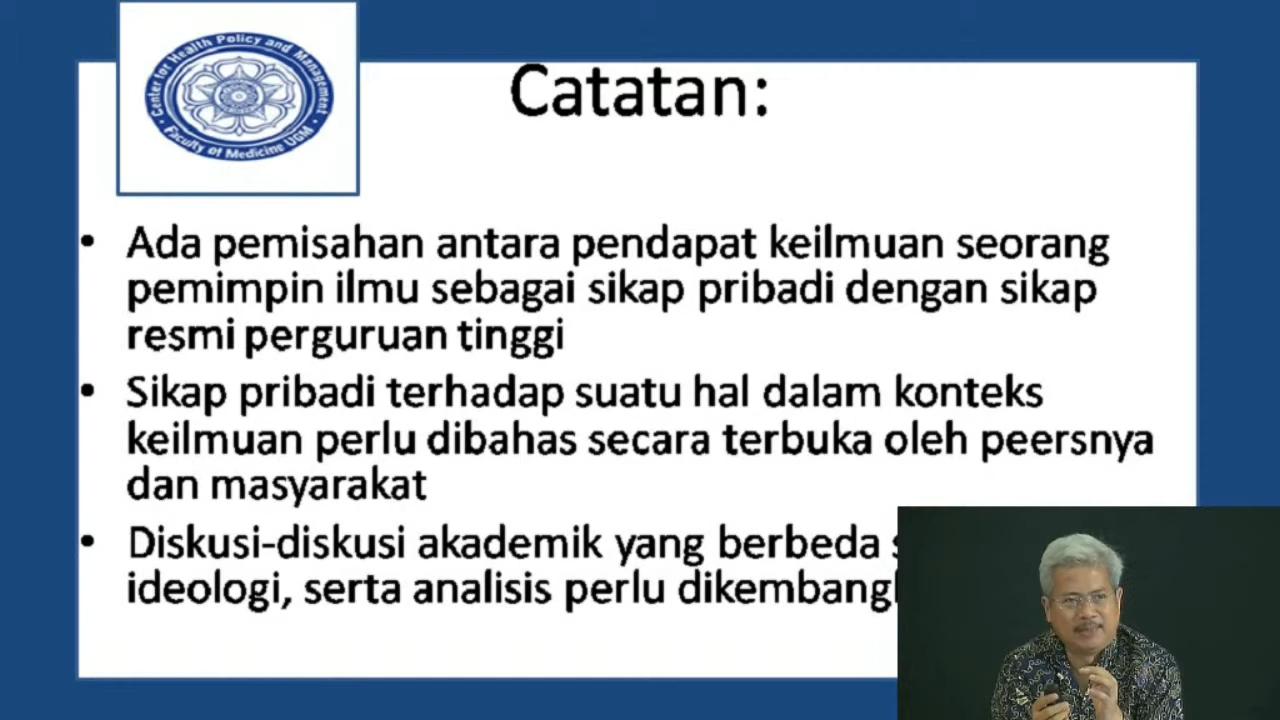 Center for Health Policy and Management
Faculty of Medicine UGM
Catatan:
• Ada pemisahan antara pendapat keilmuan seorang
pemimpin ilmu sebagai sikap pribadi dengan sikap
resmi perguruan tinggi
• Sikap pribadi terhadap suatu hal dalam konteks
keilmuan perlu dibahas secara terbuka oleh peersnya
dan masyarakat
• Diskusi-diskusi akademik yang berbeda
ideologi, serta analisis perlu